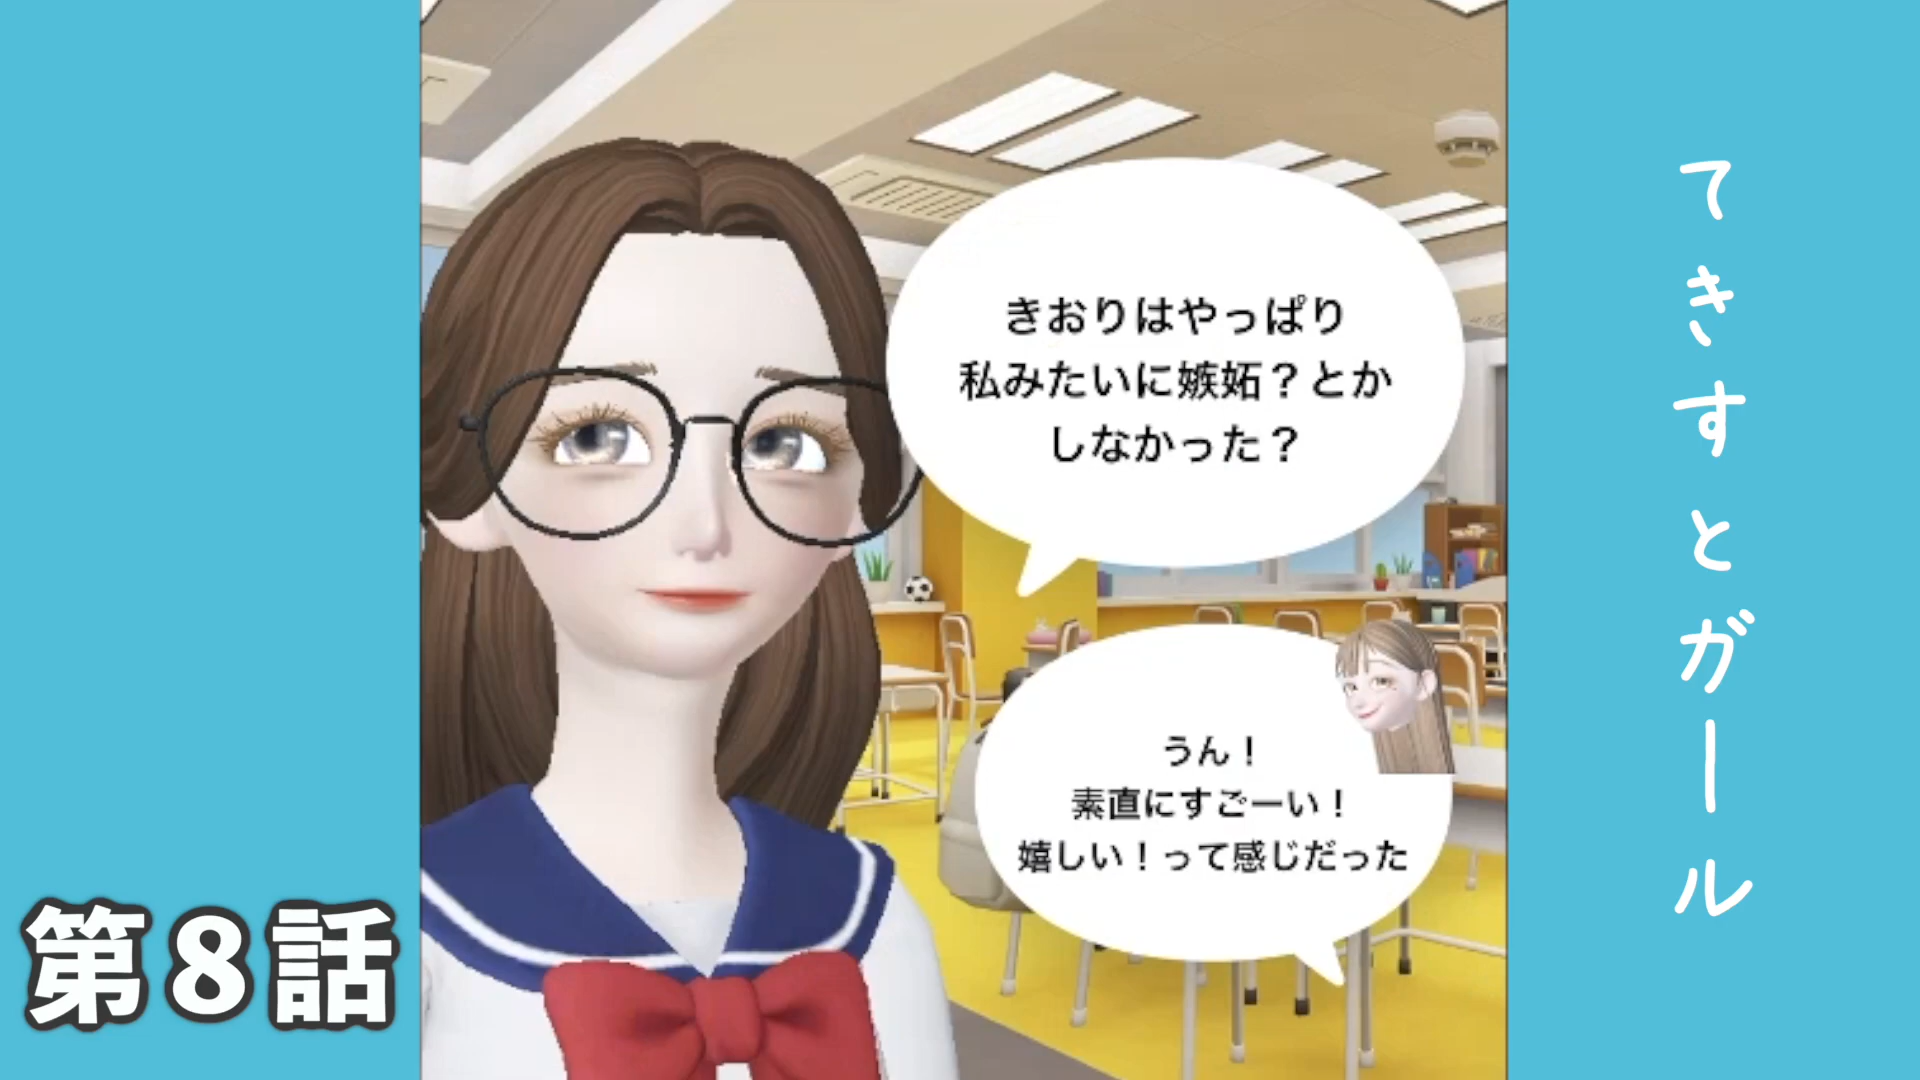 きおりはやっぱり
私みたいに嫉妬？とか
しなかった？
うん！
素直にすごーい！
嬉しい！って感じだった
てきすとガール
第8話